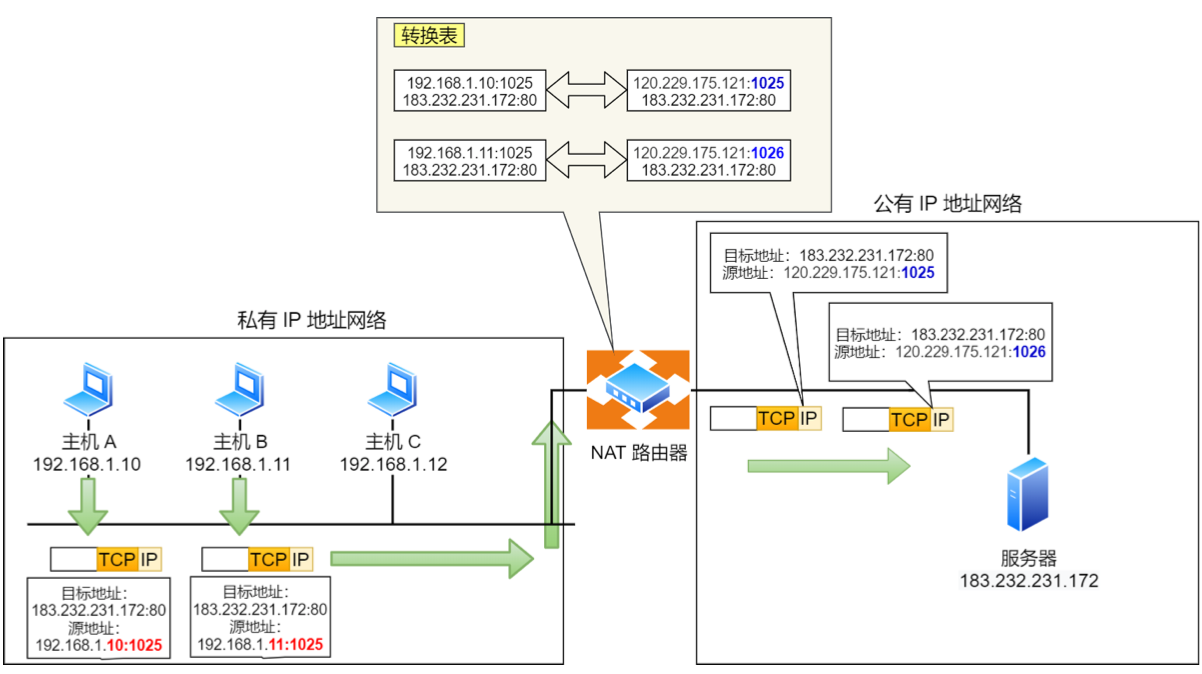 转换表
192.168.1.10:1025
183.232.231.172:80
120.229.175.121:1025
183.232.231.172:80
192.168.1.11:1025
183.232.231.172:80
120.229.175.121:1026
183.232.231.172:80
公有 IP 地址网络
目标地址：183.232.231.172:80
源地址：120.229.175.121:1025
目标地址：183.232.231.172:80
源地址：120.229.175.121:1026
TCP IP
TCP IP
服务器
183.232.231.172
NAT 路由器
私有 IP 地址网络
主机 A
192.168.1.10
主机 B
192.168.1.11
主机 C
192.168.1.12
TCP IP
目标地址：
183.232.231.172:80
源地址：
192.168.1.10:1025
TCP IP
目标地址：
183.232.231.172:80
源地址：
192.168.1.11:1025